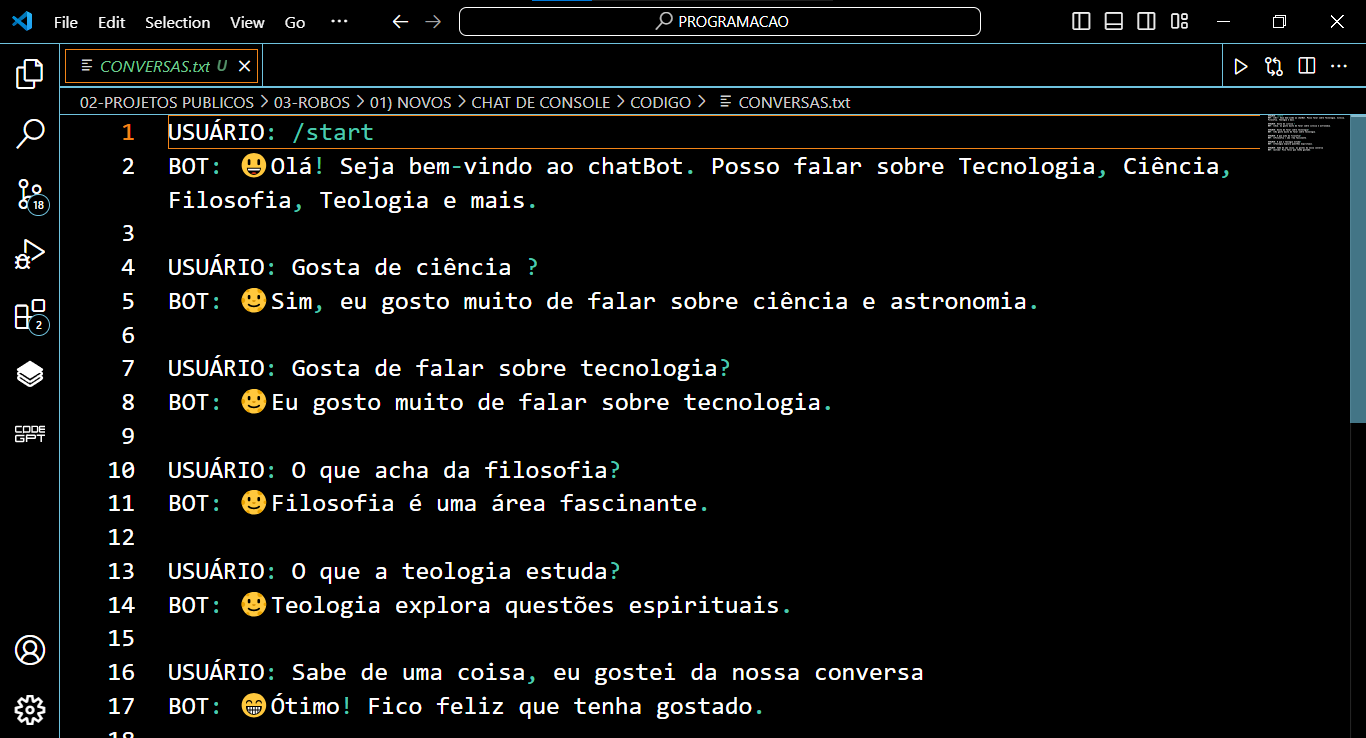 File Edit Selection View Go ··· PROGRAMACAO
CONVERSAS.txt U
02-PROJETOS PUBLICOS > 03-ROBOS > 01) NOVOS > CHAT DE CONSOLE > CODIGO > CONVERSAS.txt
1 USUÁRIO: /start
2 BOT: 😃Olá! Seja bem-vindo ao chatBot. Posso falar sobre Tecnologia, Ciência,
Filosofia, Teologia e mais.
3
4 USUÁRIO: Gosta de ciência ?
5 BOT: 🙂Sim, eu gosto muito de falar sobre ciência e astronomia.
6
18
7 USUÁRIO: Gosta de falar sobre tecnologia?
8 BOT: 🙂Eu gosto muito de falar sobre tecnologia.
2
9
10 USUÁRIO: O que acha da filosofia?
CODE
GPT
11 BOT: 🙂Filosofia é uma área fascinante.
12
13 USUÁRIO: O que a teologia estuda?
14 BOT: 🙂Teologia explora questões espirituais.
15
16 USUÁRIO: Sabe de uma coisa, eu gostei da nossa conversa
17 BOT: 😁Ótimo! Fico feliz que tenha gostado.
18